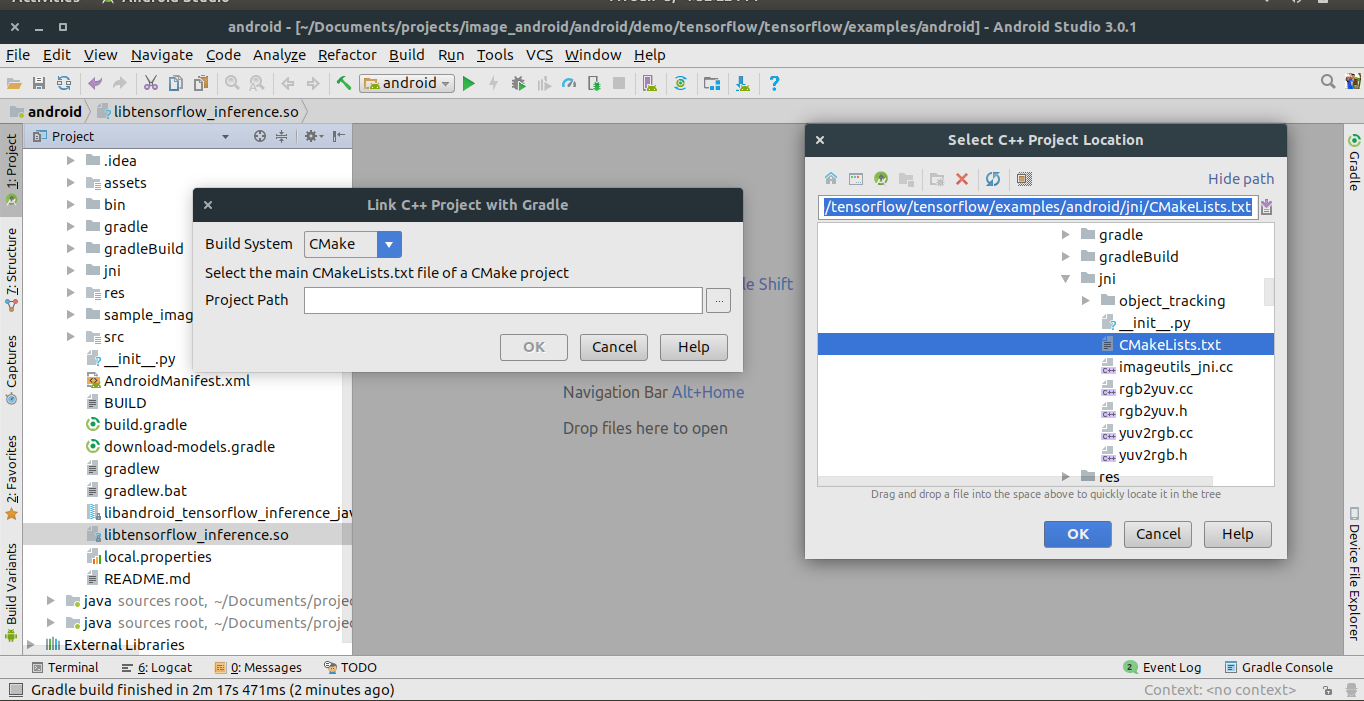 android - [~/Documents/projects/image_android/android/demo/tensorflow/tensorflow/examples/android] - Android Studio 3.0.1
File Edit View Navigate Code Analyze Refactor Build Run Tools VCS Window Help
android
android libtensorflow_inference.so
Project
1: Project
7: Structure
Captures
2: Favorites
Build Variants
.idea
assets
bin
gradle
gradleBuild
jni
res
sample_imag
src
__init__.py
AndroidManifest.xml
BUILD
build.gradle
download-models.gradle
gradlew
gradlew.bat
libandroid_tensorflow_inference_jav
libtensorflow_inference.so
local.properties
README.md
java sources root, ~/Documents/projec
java sources root, ~/Documents/projec
External Libraries
Link C++ Project with Gradle
Build System CMake
Select the main CMakeLists.txt file of a CMake project
Project Path ...
OK Cancel Help
le Shift
Navigation Bar Alt+Home
Drop files here to open
Select C++ Project Location
Hide path
/tensorflow/tensorflow/examples/android/jni/CMakeLists.txt
gradle
gradleBuild
jni
object_tracking
__init__.py
CMakeLists.txt
imageutils_jni.cc
rgb2yuv.cc
rgb2yuv.h
yuv2rgb.cc
yuv2rgb.h
res
Drag and drop a file into the space above to quickly locate it in the tree
OK Cancel Help
Gradle
Device File Explorer
Terminal 6: Logcat 0: Messages TODO 2 Event Log Gradle Console
Gradle build finished in 2m 17s 471ms (2 minutes ago) Context: <no context>